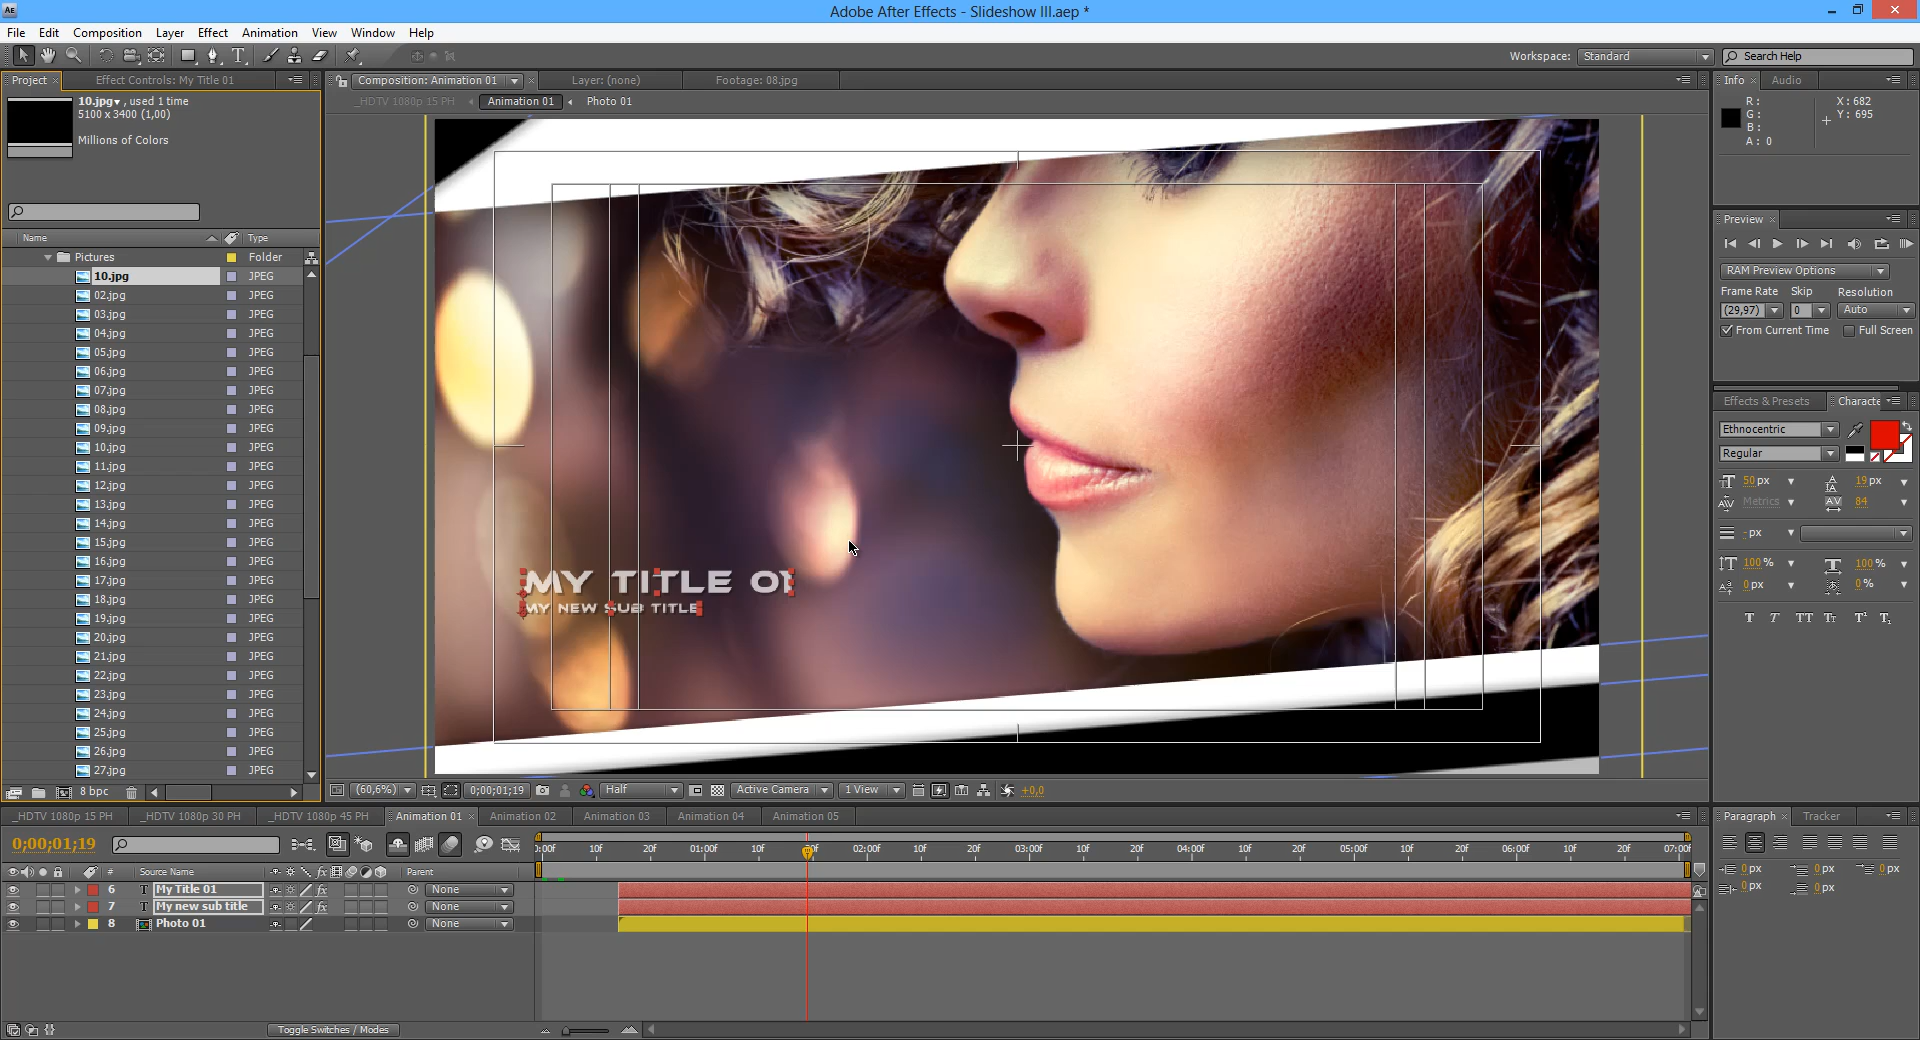 Adobe After Effects - Slideshow III.aep *
File Edit Composition Layer Effect Animation View Window Help
Workspace: Standard Search Help
Project Effect Controls: My Title 01
Composition: Animation 01 Layer: (none) Footage: 08.jpg
Info Audio
10.jpg , used 1 time
5100 x 3400 (1,00)
Millions of Colors
_HDTV 1080p 15 PH Animation 01 Photo 01
R:
G:
B:
A: 0
X: 682
Y: 695
Name Type
Pictures Folder
10.jpg JPEG
02.jpg JPEG
03.jpg JPEG
04.jpg JPEG
05.jpg JPEG
06.jpg JPEG
07.jpg JPEG
08.jpg JPEG
09.jpg JPEG
10.jpg JPEG
11.jpg JPEG
12.jpg JPEG
13.jpg JPEG
14.jpg JPEG
15.jpg JPEG
16.jpg JPEG
17.jpg JPEG
18.jpg JPEG
19.jpg JPEG
20.jpg JPEG
21.jpg JPEG
22.jpg JPEG
23.jpg JPEG
24.jpg JPEG
25.jpg JPEG
26.jpg JPEG
27.jpg JPEG
8 bpc
MY TITLE 01
MY NEW SUB TITLE
(60,6%) 0;00;01;19 Half Active Camera 1 View +0,0
Preview
RAM Preview Options
Frame Rate Skip Resolution
(29,97) 0 Auto
From Current Time Full Screen
Effects & Presets Characte
Ethnocentric
Regular
50 px 19 px
Metrics 84
- px
100 % 100 %
0 px 0 %
T T TT Tt T¹ T,
_HDTV 1080p 15 PH _HDTV 1080p 30 PH _HDTV 1080p 45 PH Animation 01 Animation 02 Animation 03 Animation 04 Animation 05
0;00;01;19
10f 20f 01:00f 10f 02:00f 10f 20f 03:00f 10f 20f 04:00f 10f 20f 05:00f 10f 20f 06:00f 10f 20f 07:00f
# Source Name Parent
6 T My Title 01 None
7 T My new sub title None
8 Photo 01 None
Toggle Switches / Modes
Paragraph Tracker
0 px 0 px 0 px
0 px 0 px